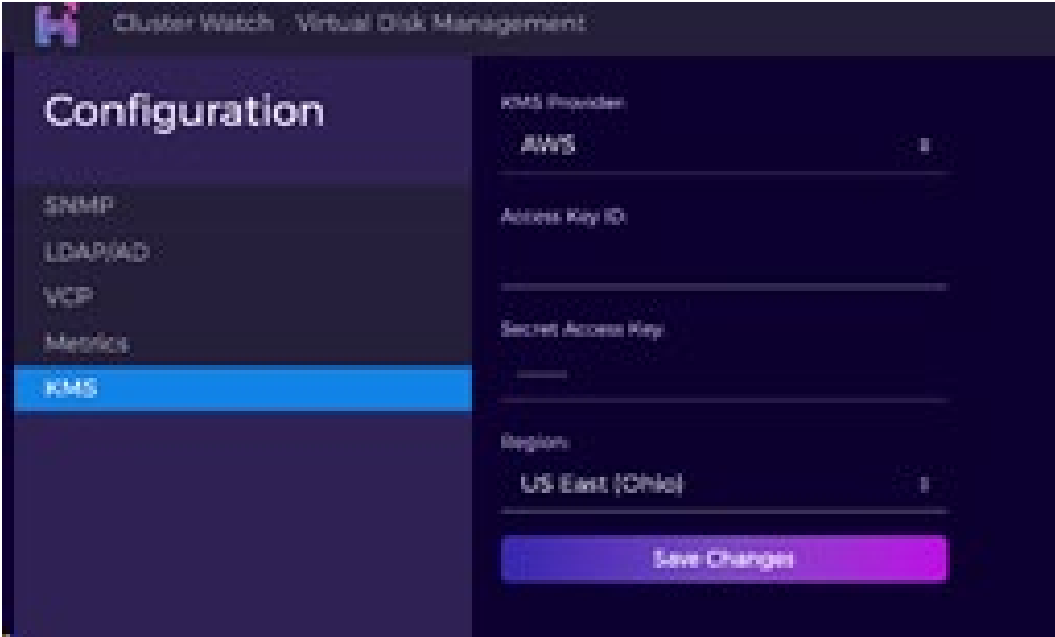 Cluster Watch Virtual Disk Management
Configuration
SNMP
LDAP/AD
VCP
Metrics
KMS
KMS Provider
AWS
Access Key ID
Secret Access Key
Region
US East (Ohio)
Save Changes